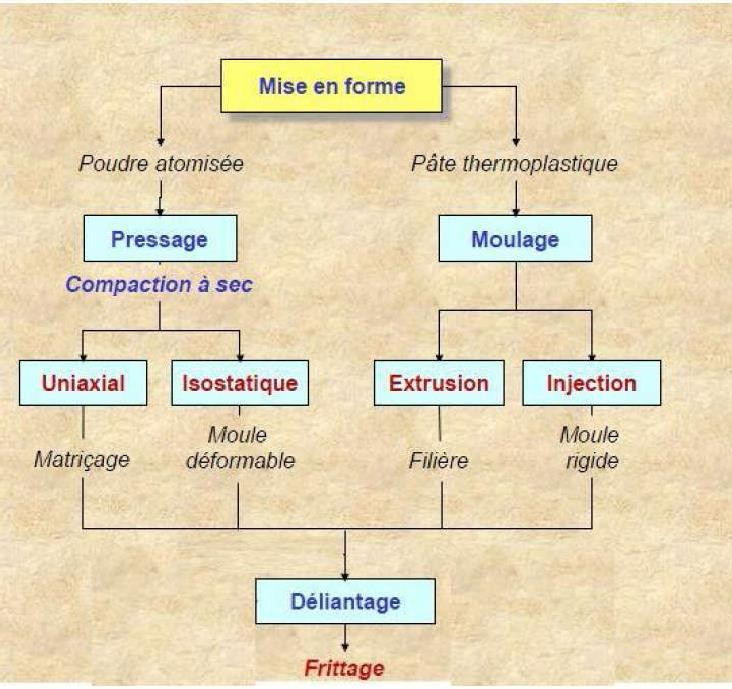 Mise en forme
Poudre atomisée
Pâte thermoplastique
Pressage
Moulage
Compaction à sec
Uniaxial
Isostatique
Extrusion
Injection
Matriçage
Moule
déformable
Filière
Moule
rigide
Déliantage
Frittage